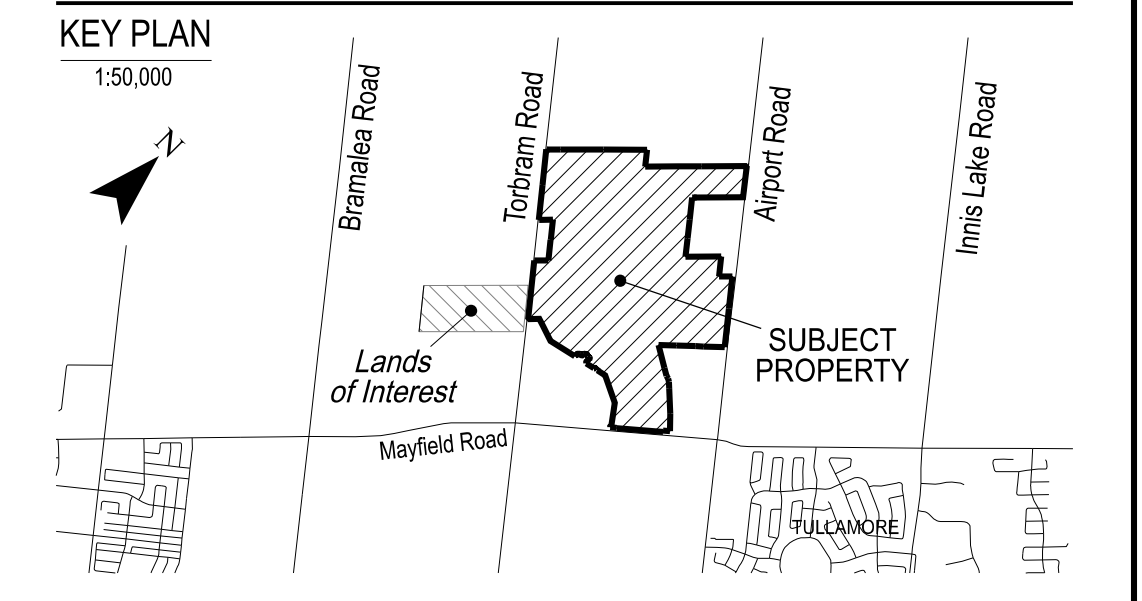 KEY PLAN
1:50,000
N
Bramalea Road
Torbram Road
Airport Road
Innis Lake Road
SUBJECT
PROPERTY
Lands
of Interest
Mayfield Road
TULLAMORE